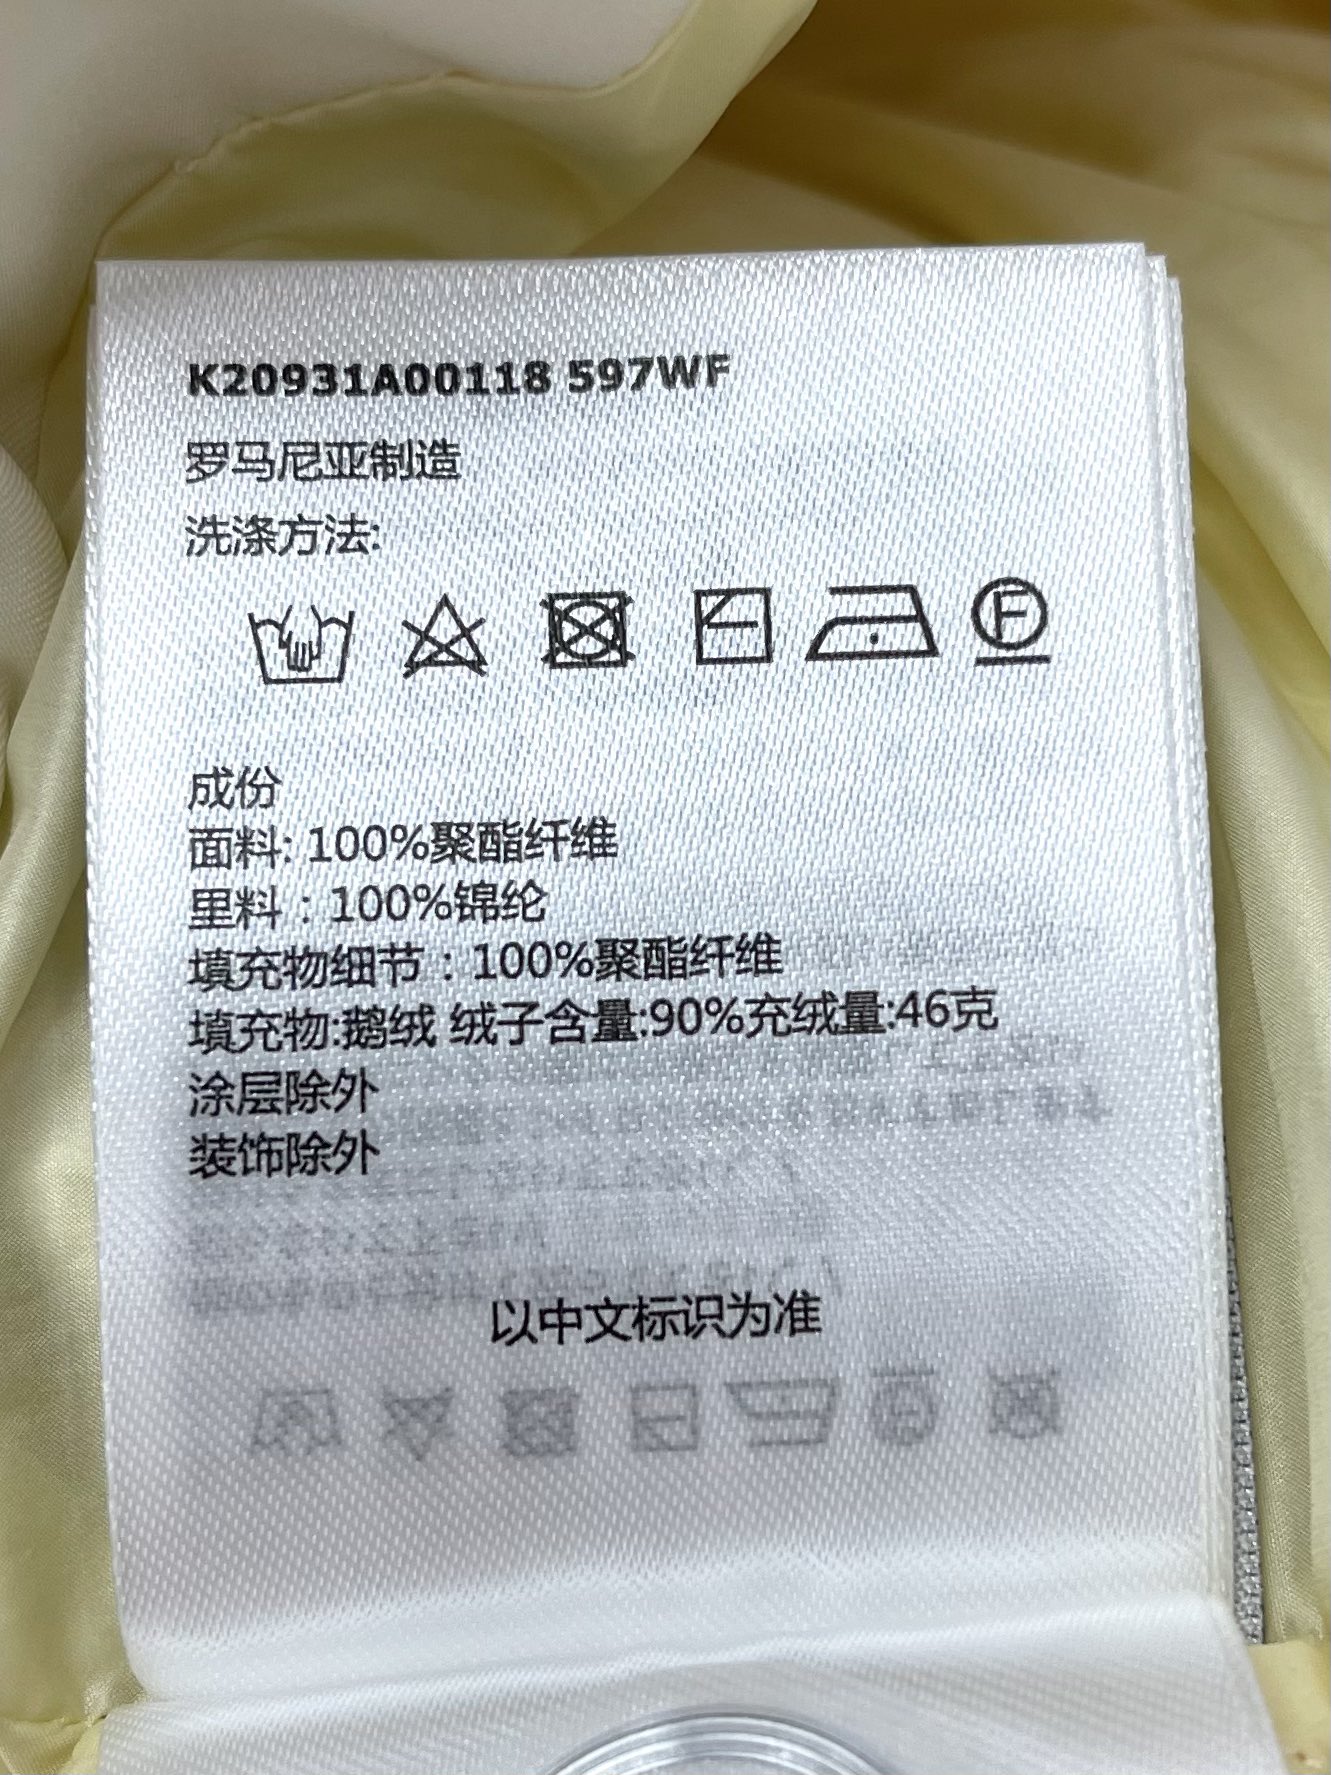 K20931A00118 597WF
罗马尼亚制造
洗涤方法:
F
成份
面料: 100%聚酯纤维
里料：100%锦纶
填充物细节：100%聚酯纤维
填充物:鹅绒 绒子含量:90%充绒量:46克
涂层除外
装饰除外
以中文标识为准